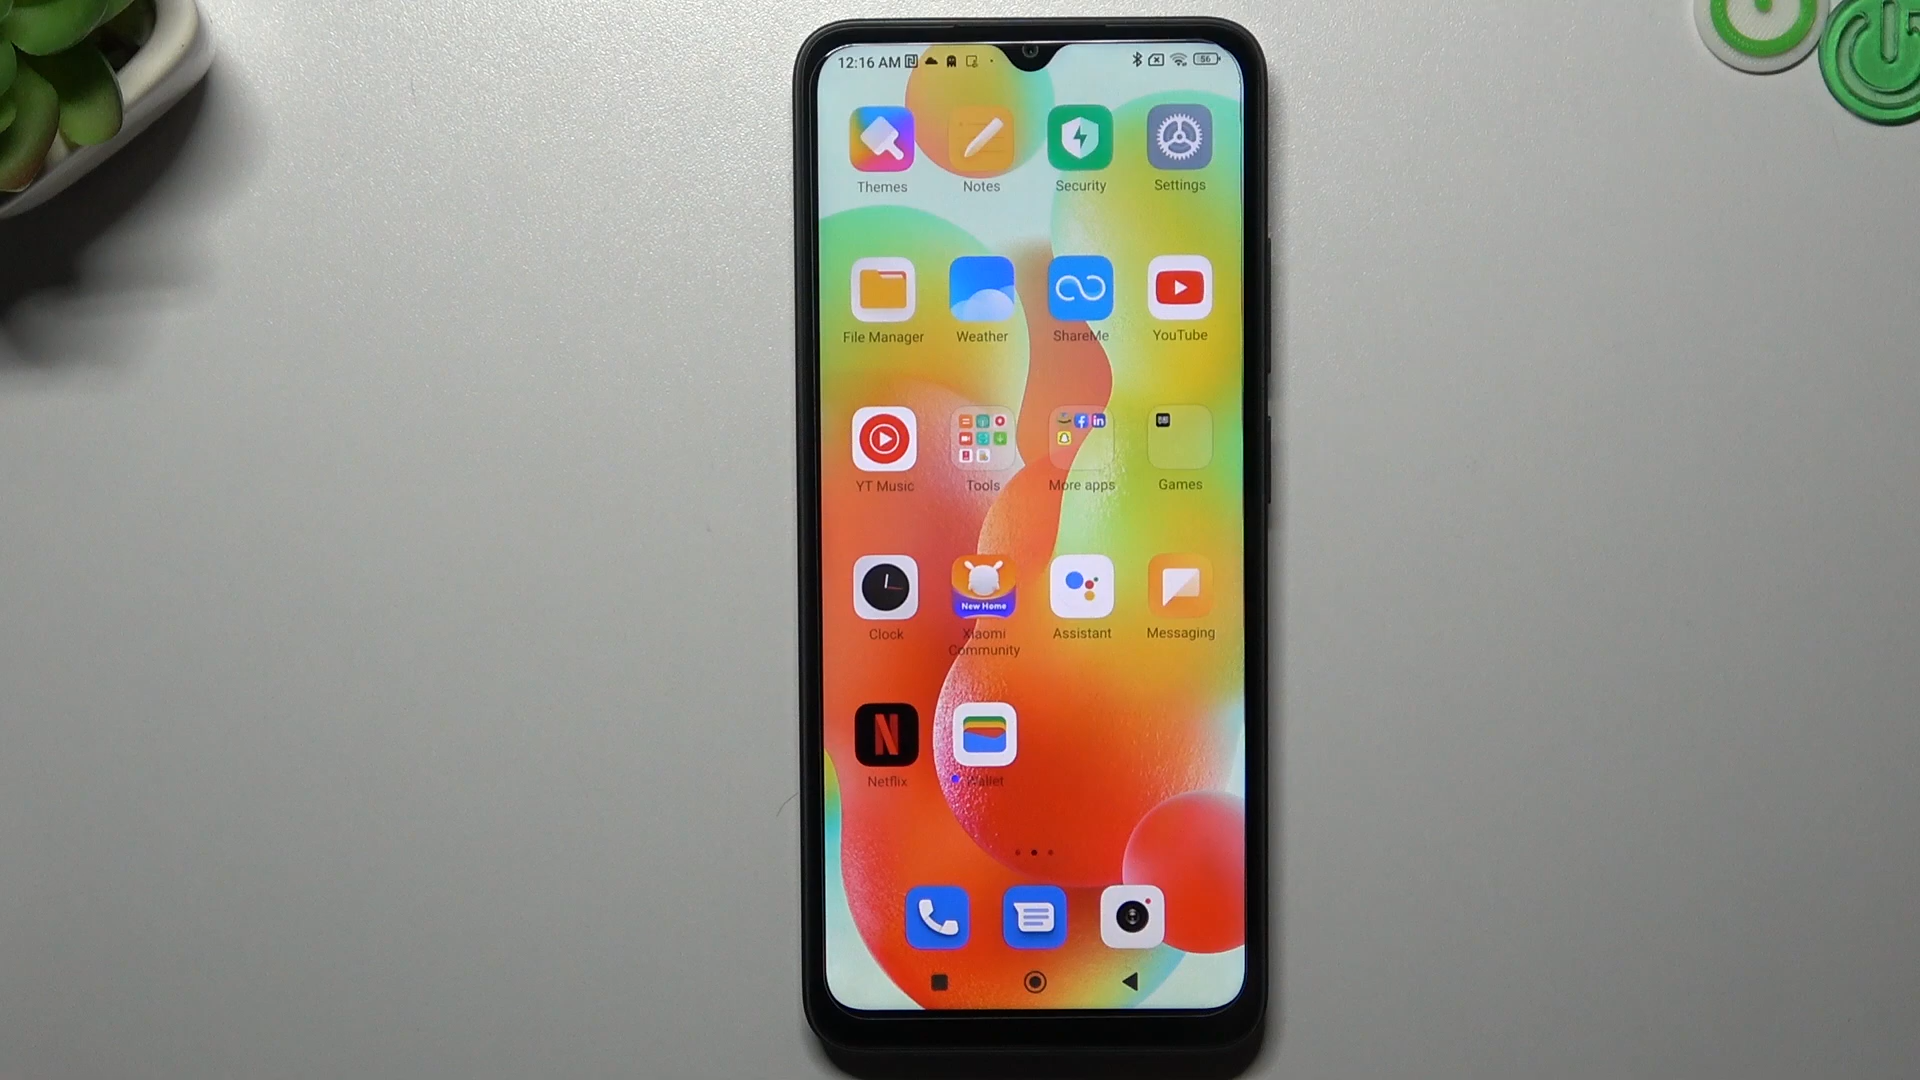 12:16 AM 56
Themes Notes Security Settings
File Manager Weather ShareMe YouTube
YT Music Tools More apps Games
New Home
Clock Xiaomi Community Assistant Messaging
N
Netflix Wallet